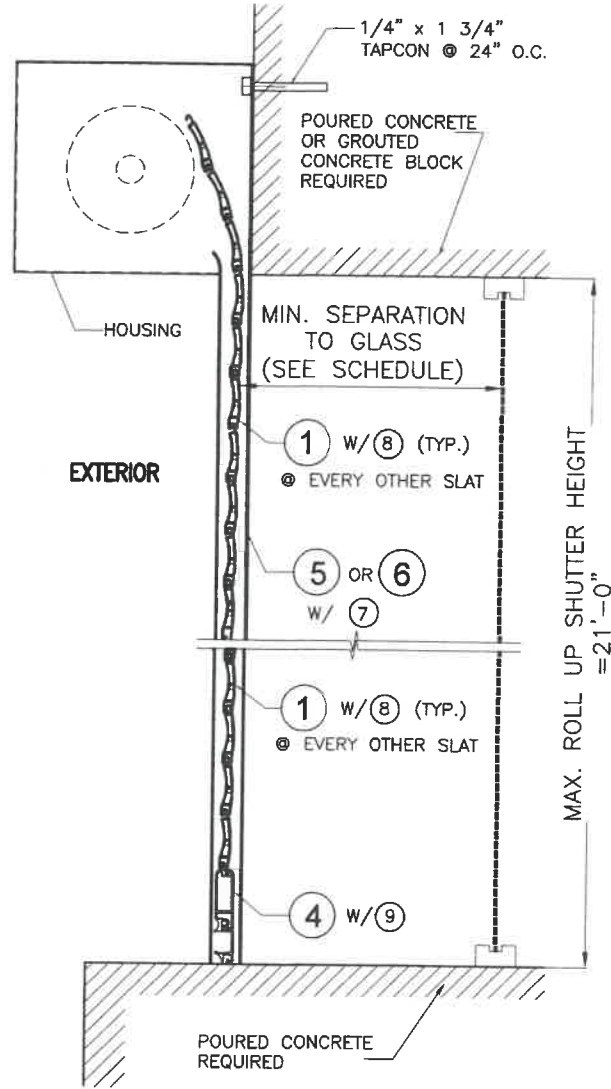 1/4" x 1 3/4"
TAPCON @ 24" O.C.
POURED CONCRETE
OR GROUTED
CONCRETE BLOCK
REQUIRED
HOUSING
MIN. SEPARATION
TO GLASS
(SEE SCHEDULE)
1 W/ 8 (TYP.)
@ EVERY OTHER SLAT
EXTERIOR
5 OR 6
W/ 7
MAX. ROLL UP SHUTTER HEIGHT
=21'-0"
1 W/ 8 (TYP.)
@ EVERY OTHER SLAT
4 W/ 9
POURED CONCRETE
REQUIRED